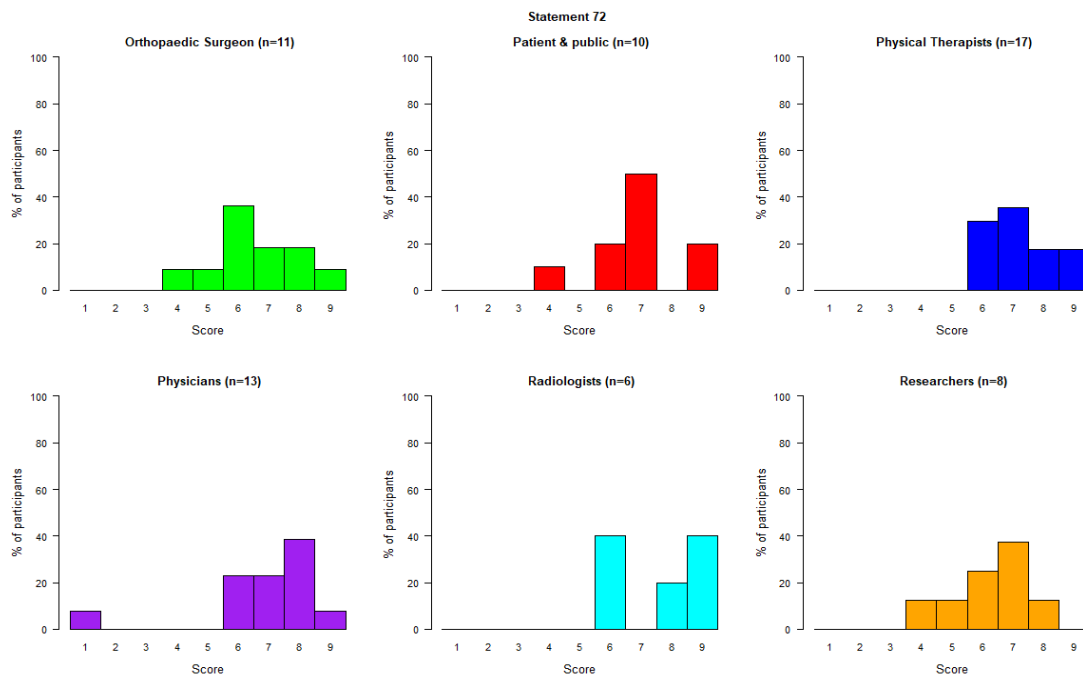 Statement 72
Orthopaedic Surgeon (n=11)
% of participants
100
80
60
40
20
0
1 2 3 4 5 6 7 8 9
Score
Patient & public (n=10)
% of participants
100
80
60
40
20
0
1 2 3 4 5 6 7 8 9
Score
Physical Therapists (n=17)
% of participants
100
80
60
40
20
0
1 2 3 4 5 6 7 8 9
Score
Physicians (n=13)
% of participants
100
80
60
40
20
0
1 2 3 4 5 6 7 8 9
Score
Radiologists (n=6)
% of participants
100
80
60
40
20
0
1 2 3 4 5 6 7 8 9
Score
Researchers (n=8)
% of participants
100
80
60
40
20
0
1 2 3 4 5 6 7 8 9
Score